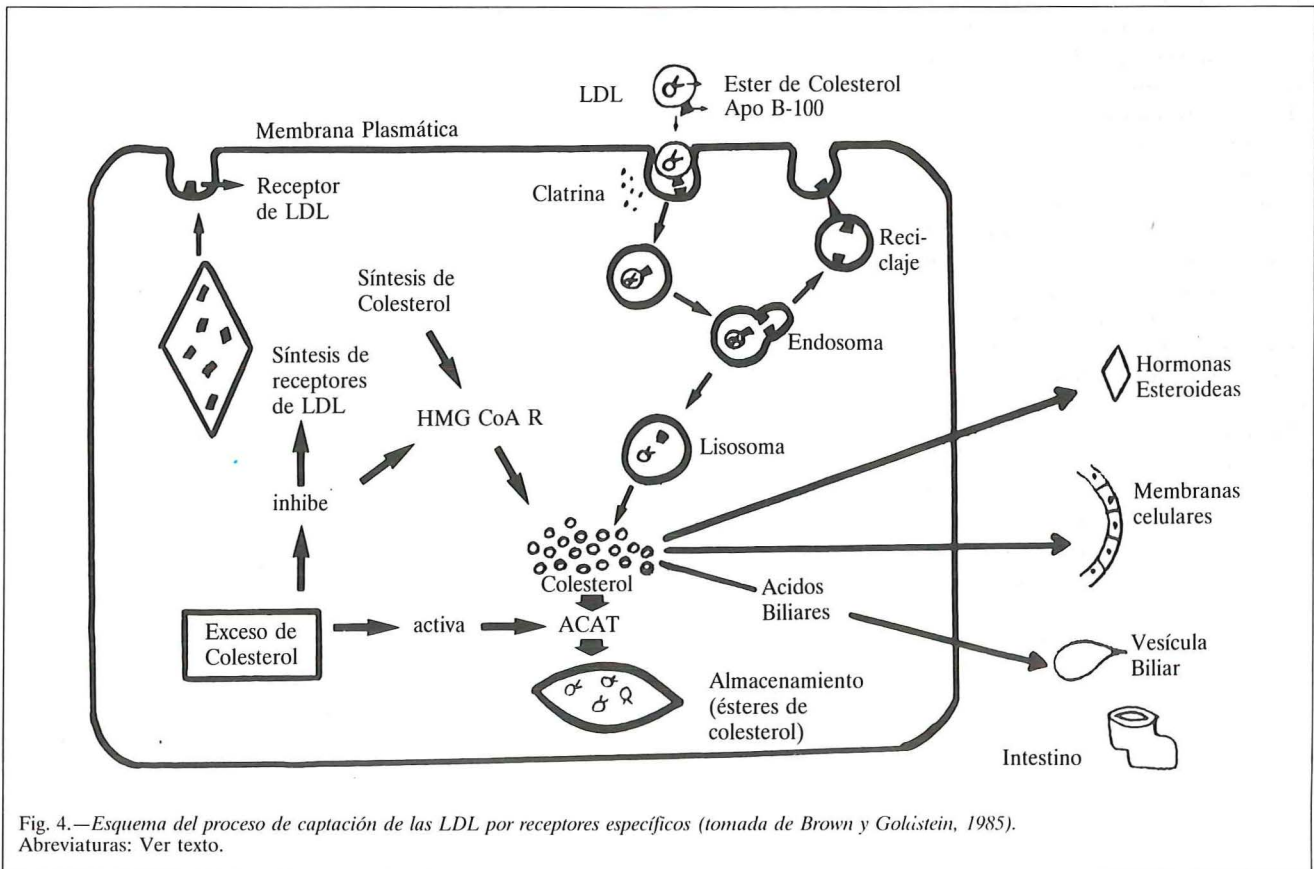 LDL
Ester de Colesterol
Apo B-100
Membrana Plasmática
Receptor
de LDL
Clatrina
Reci-
claje
Síntesis de
Colesterol
Endosoma
Síntesis de
receptores
de LDL
HMG CoA R
Lisosoma
Hormonas
Esteroideas
inhibe
Membranas
celulares
Colesterol
Acidos
Biliares
Exceso de
Colesterol
activa
ACAT
Vesícula
Biliar
Almacenamiento
(ésteres de
colesterol)
Intestino
Fig. 4.—Esquema del proceso de captación de las LDL por receptores específicos (tomada de Brown y Goldstein, 1985).
Abreviaturas: Ver texto.